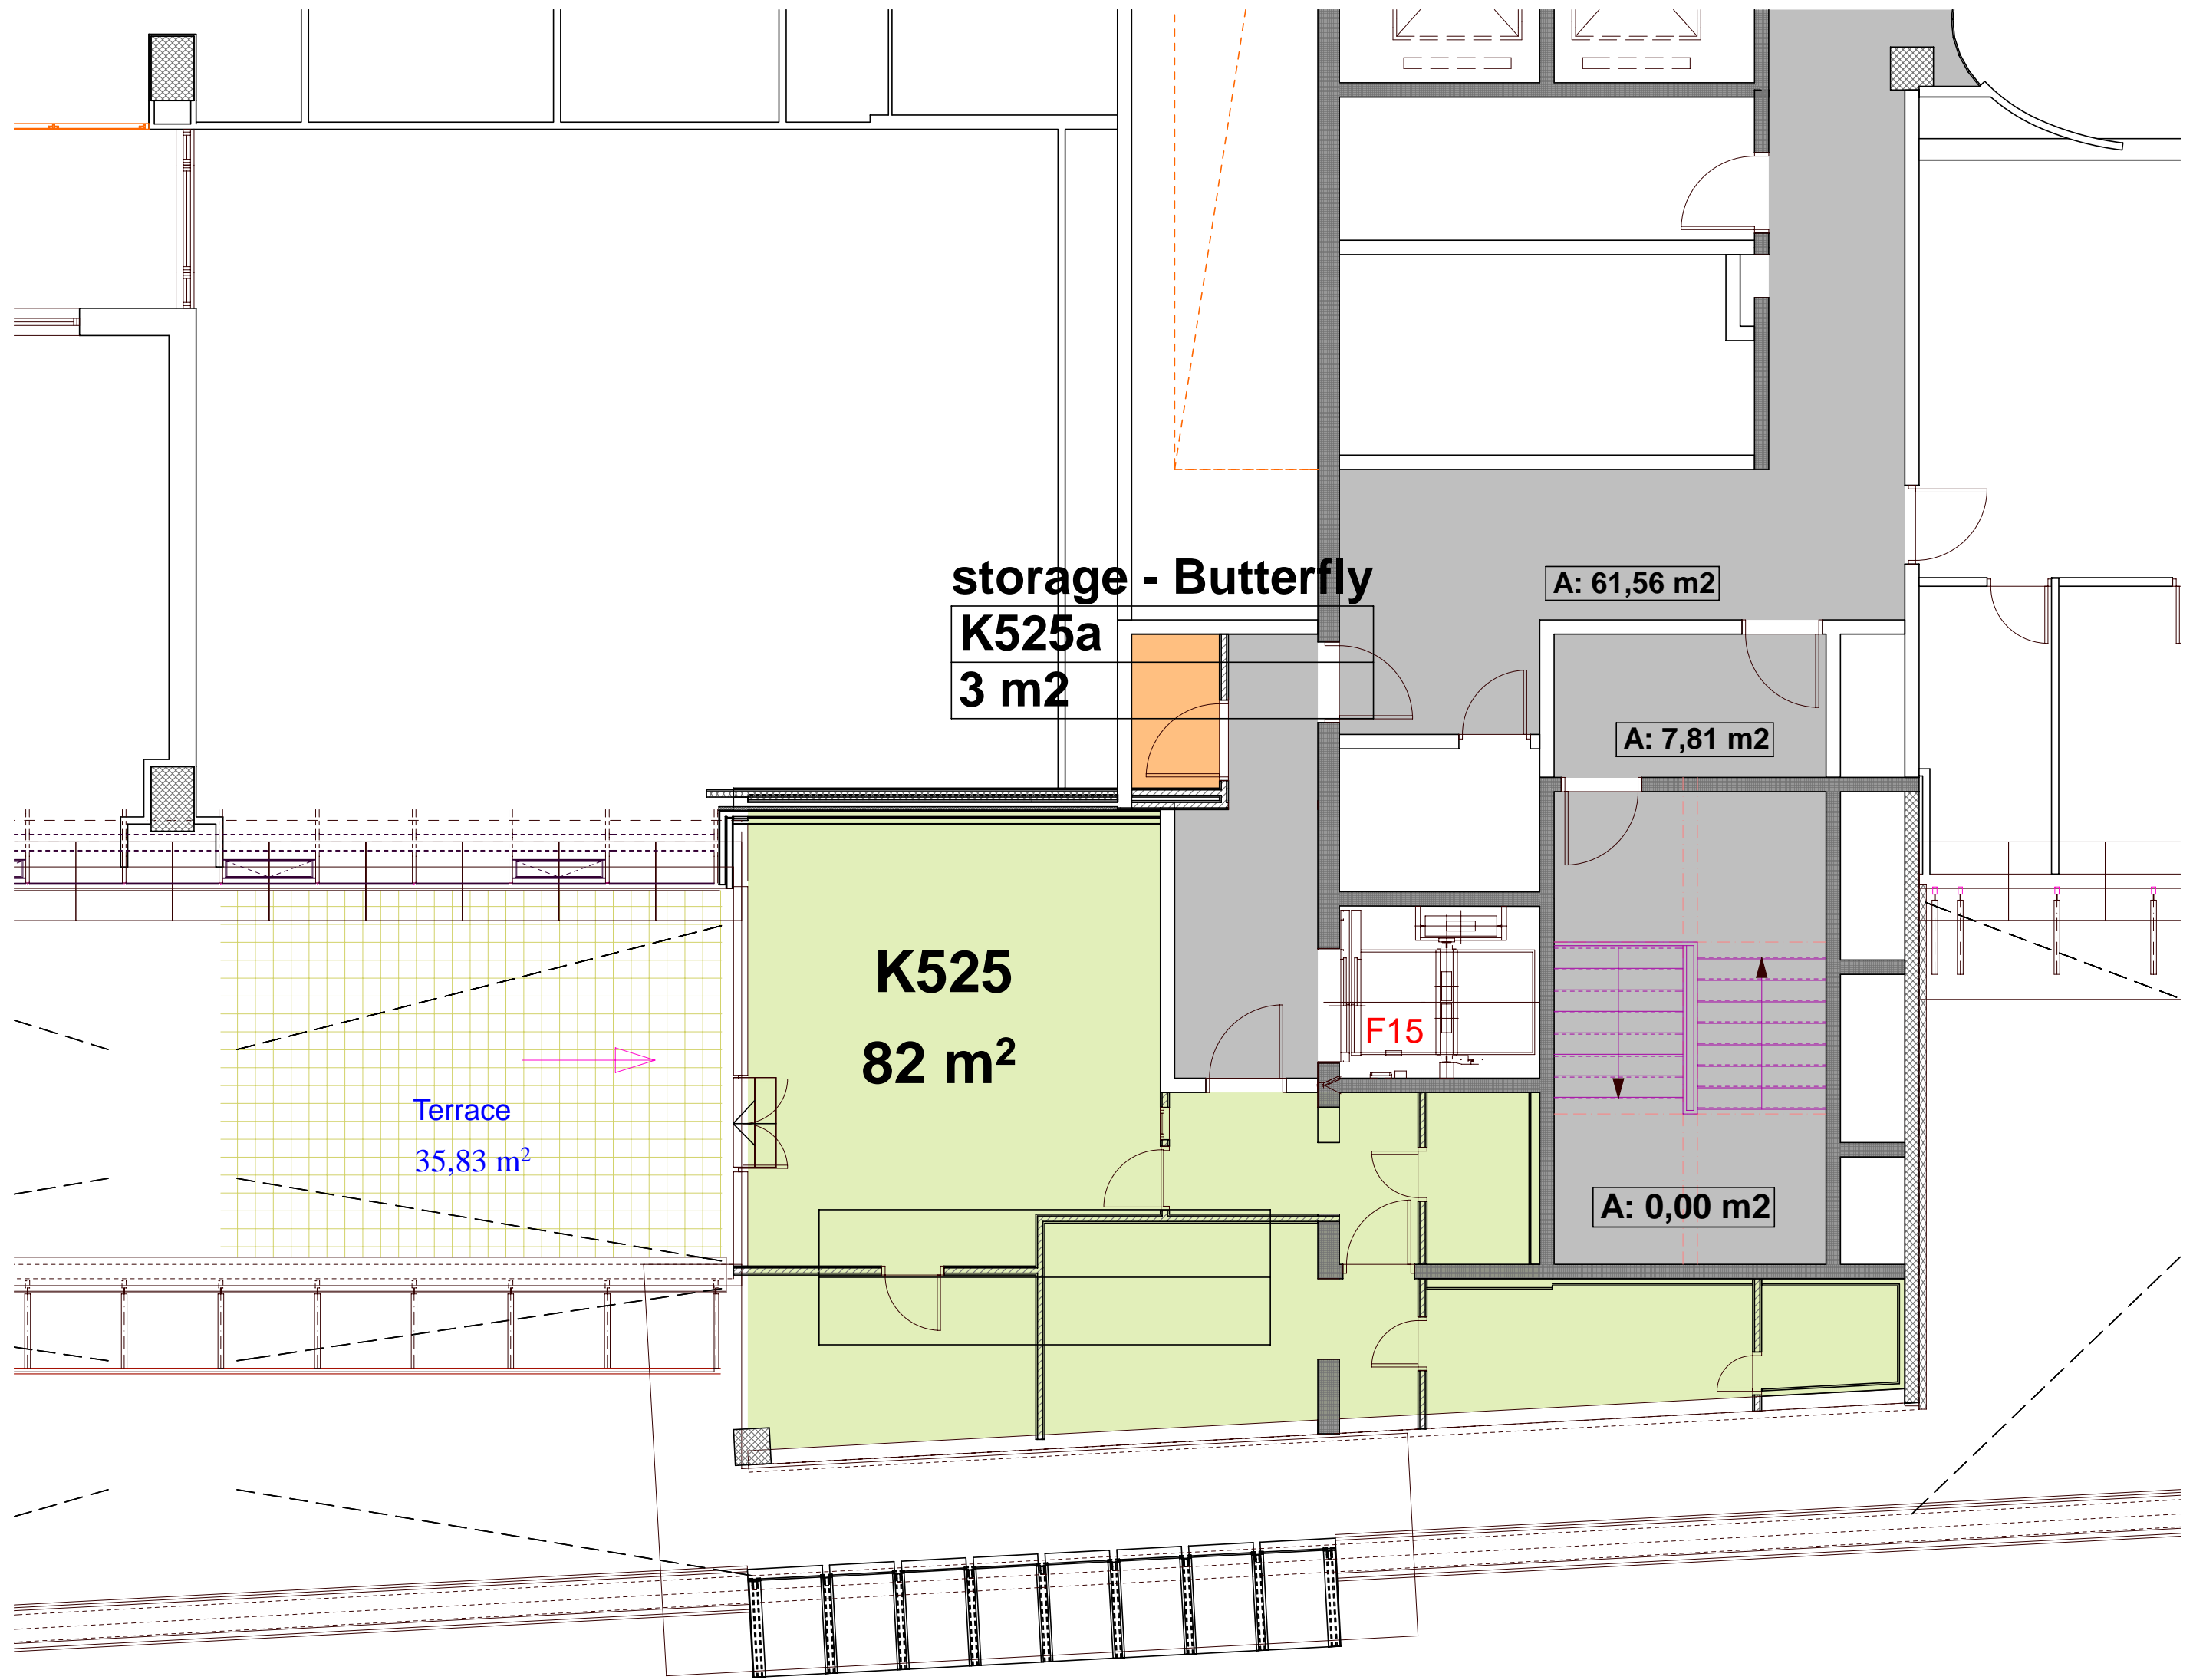 storage - Butterfly
K525a
3 m2
A: 61,56 m2
A: 7,81 m2
K525
82 m²
F15
Terrace
35,83 m²
A: 0,00 m2